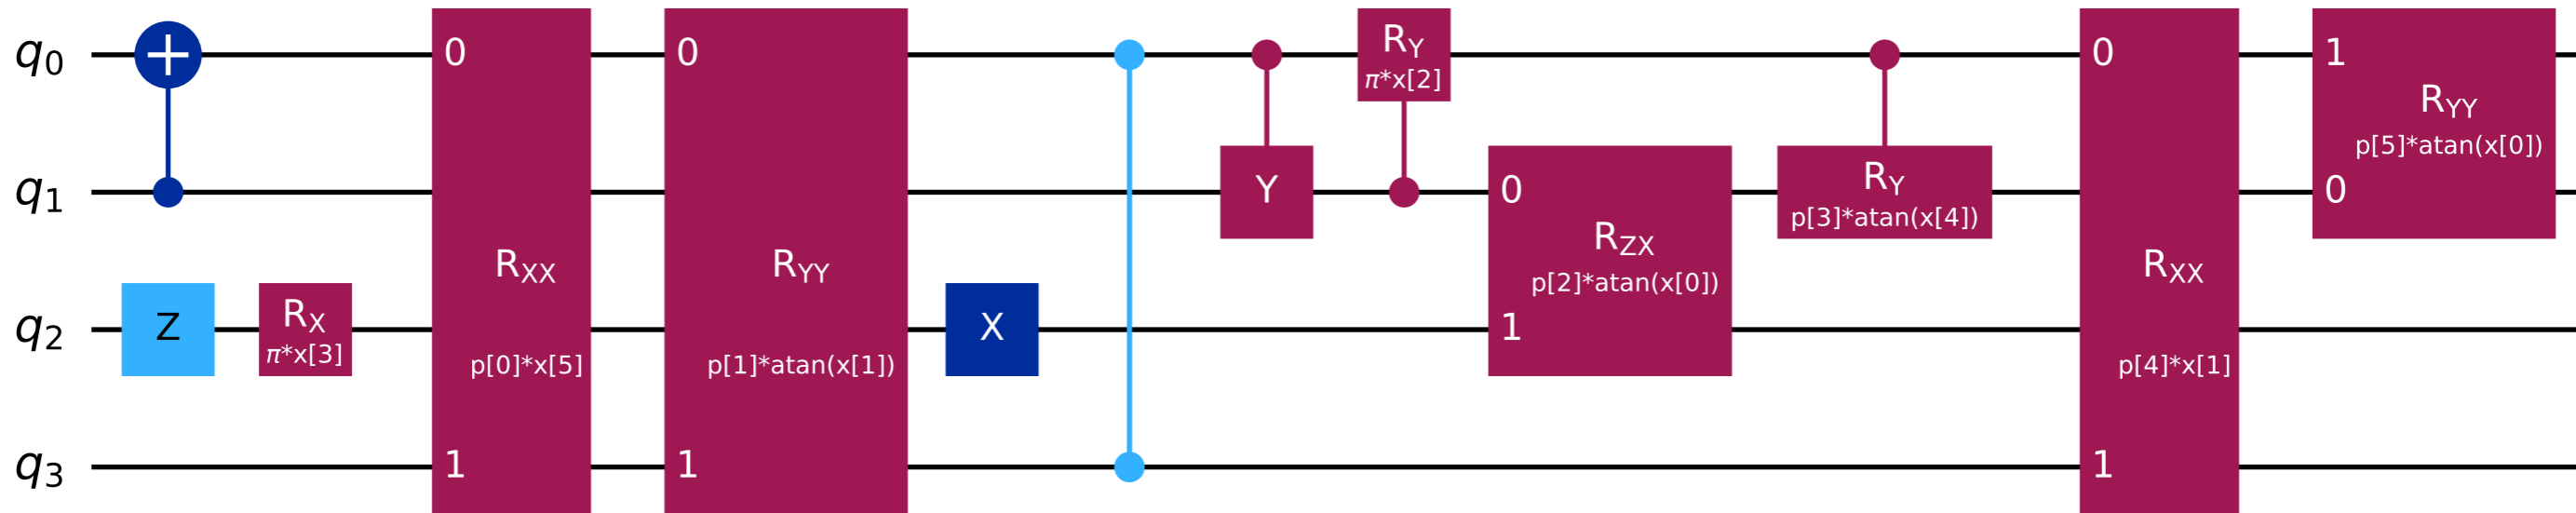 q0
0
0
RY
π*x[2]
0
1
RYY
p[5]*atan(x[0])
q1
Y
0
RY
p[3]*atan(x[4])
0
RZX
p[2]*atan(x[0])
RXX
p[0]*x[5]
RYY
p[1]*atan(x[1])
RXX
p[4]*x[1]
q2
Z
RX
π*x[3]
X
1
q3
1
1
1